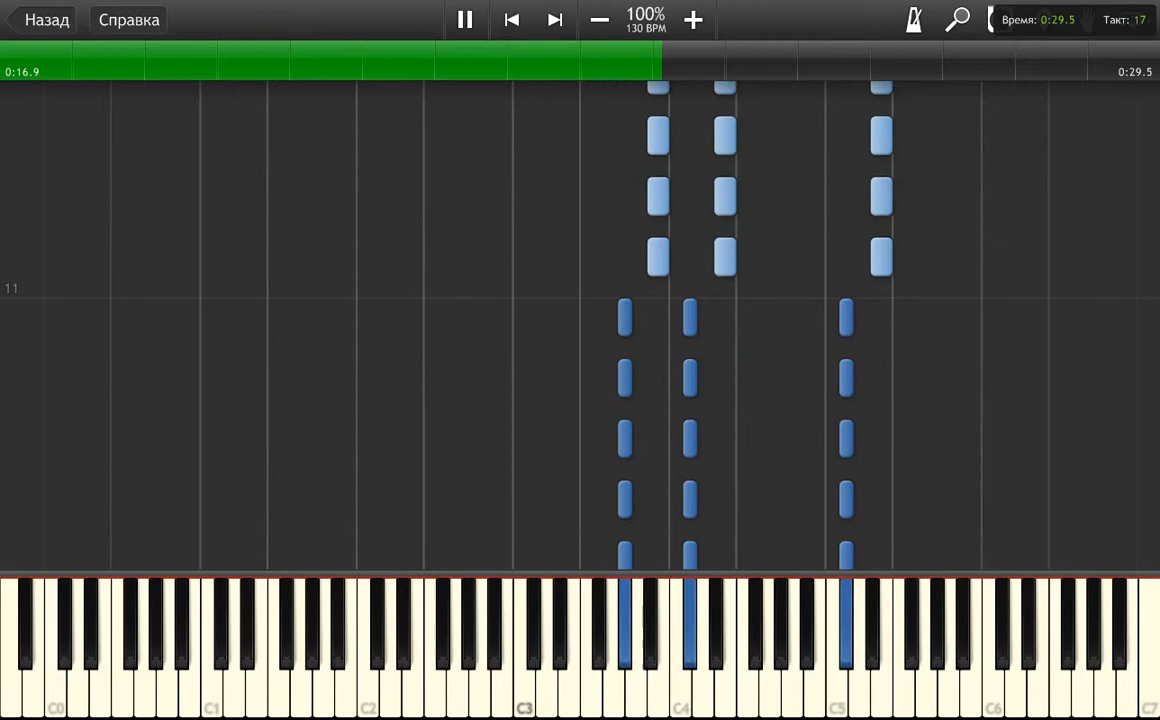 Назад
Справка
100%
130 BPM
Время: 0:29.5
Такт: 17
0:16.9
0:29.5
11
C0
C1
C2
C3
C4
C5
C6
C7